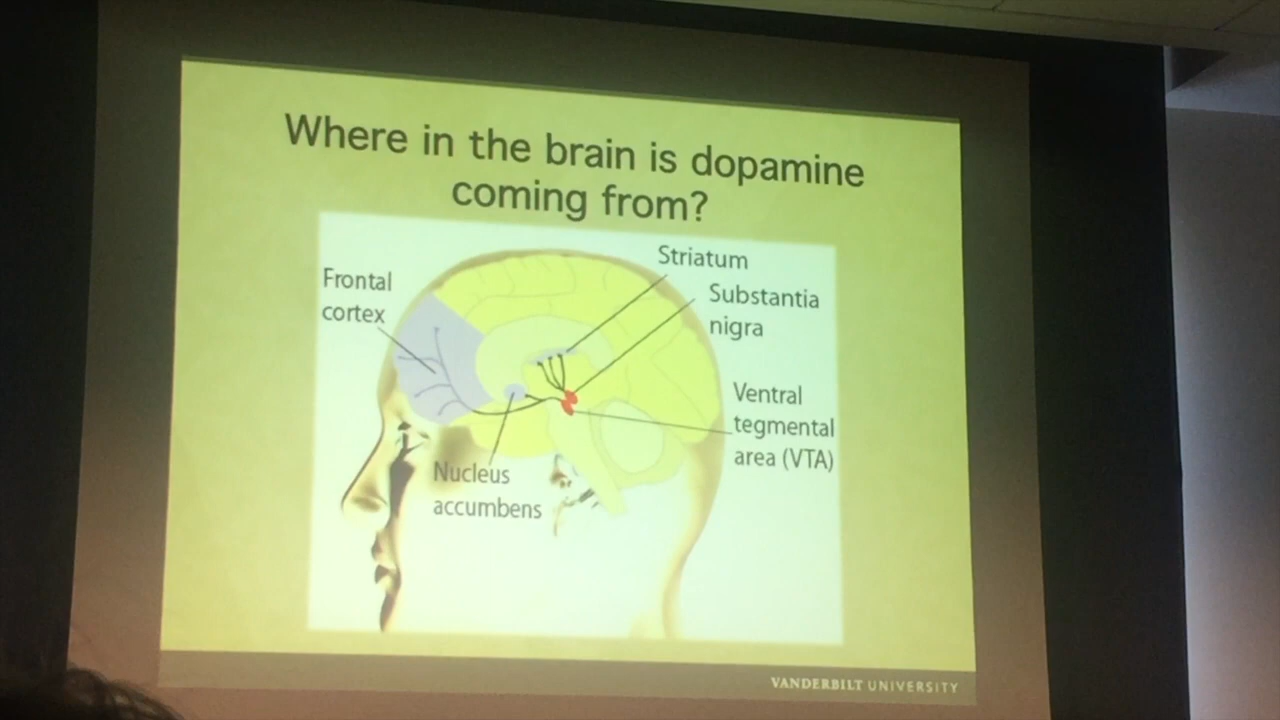 Where in the brain is dopamine
coming from?
Striatum
Frontal
cortex
Substantia
nigra
Ventral
tegmental
area (VTA)
Nucleus
accumbens
VANDERBILT UNIVERSITY